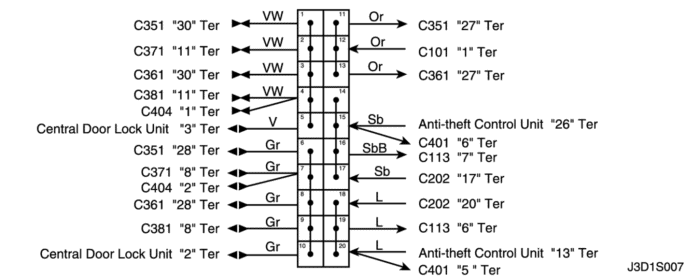 C351 "30" Ter VW 1 11 Or C351 "27" Ter
C371 "11" Ter VW 2 12 Or C101 "1" Ter
C361 "30" Ter VW 3 13 Or C361 "27" Ter
C381 "11" Ter VW 4 14
C404 "1" Ter
Central Door Lock Unit "3" Ter V 5 15 Sb Anti-theft Control Unit "26" Ter
C401 "6" Ter
C351 "28" Ter Gr 6 16 SbB C113 "7" Ter
C371 "8" Ter Gr 7 17 Sb C202 "17" Ter
C404 "2" Ter
C361 "28" Ter Gr 8 18 L C202 "20" Ter
C381 "8" Ter Gr 9 19 L C113 "6" Ter
Central Door Lock Unit "2" Ter Gr 10 20 L Anti-theft Control Unit "13" Ter
C401 "5 " Ter
J3D1S007